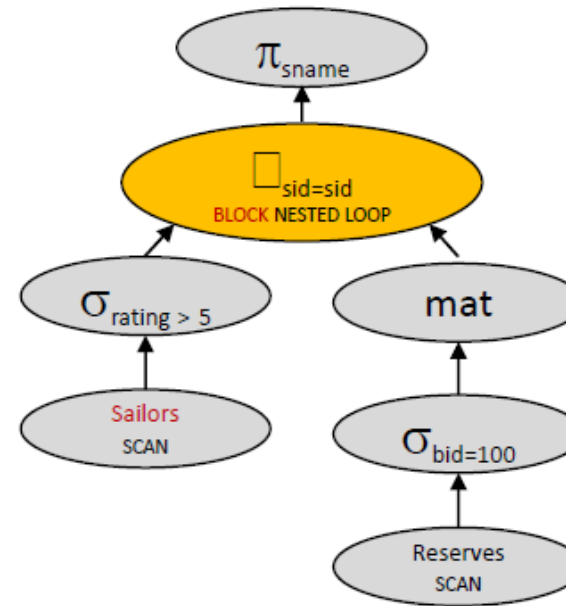 πsname
□sid=sid
BLOCK NESTED LOOP
σrating > 5
mat
Sailors
SCAN
σbid=100
Reserves
SCAN